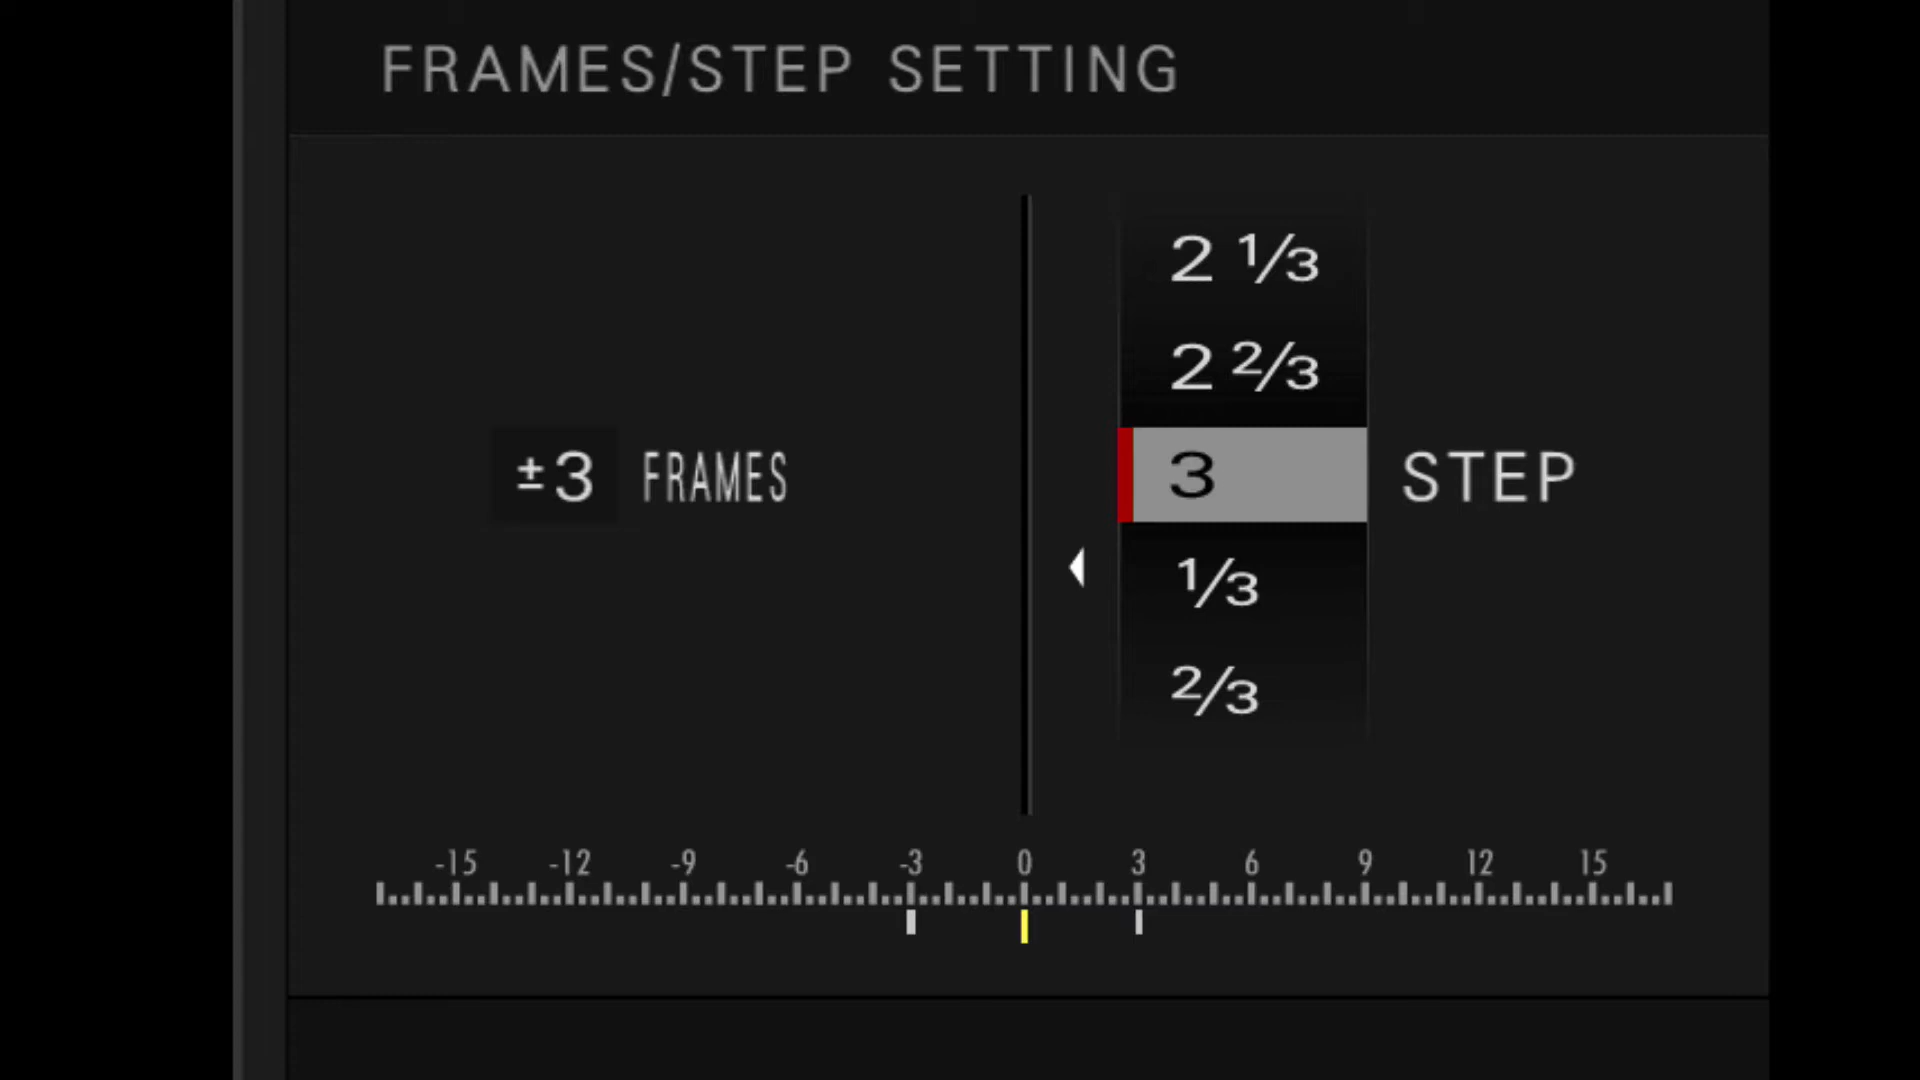 FRAMES/STEP SETTING
2 ⅓
2 ⅔
±3 FRAMES
3 STEP
⅓
⅔
-15 -12 -9 -6 -3 0 3 6 9 12 15